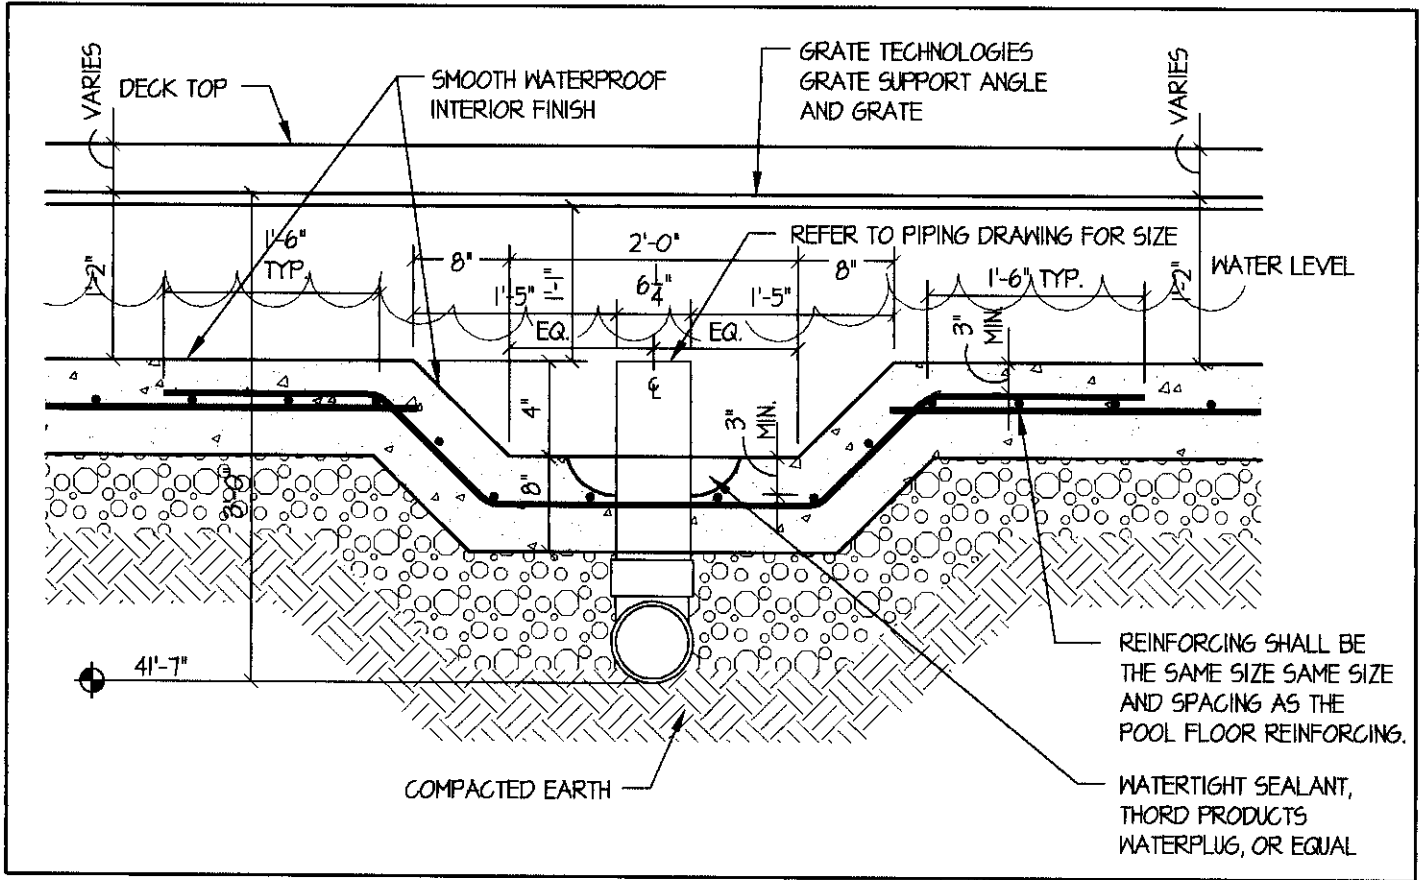 VARIES
DECK TOP
SMOOTH WATERPROOF
INTERIOR FINISH
GRATE TECHNOLOGIES
GRATE SUPPORT ANGLE
AND GRATE
VARIES
1'-6"
TYP.
1'-2"
8"
2'-0"
REFER TO PIPING DRAWING FOR SIZE
8"
1'-6" TYP.
1'-2"
WATER LEVEL
1'-5"
1'-1"
6 1/4"
1'-5"
EQ.
EQ.
3"
MIN.
℄
4"
3"
MIN.
8"
41'-7"
REINFORCING SHALL BE
THE SAME SIZE SAME SIZE
AND SPACING AS THE
POOL FLOOR REINFORCING.
COMPACTED EARTH
WATERTIGHT SEALANT,
THORD PRODUCTS
WATERPLUG, OR EQUAL